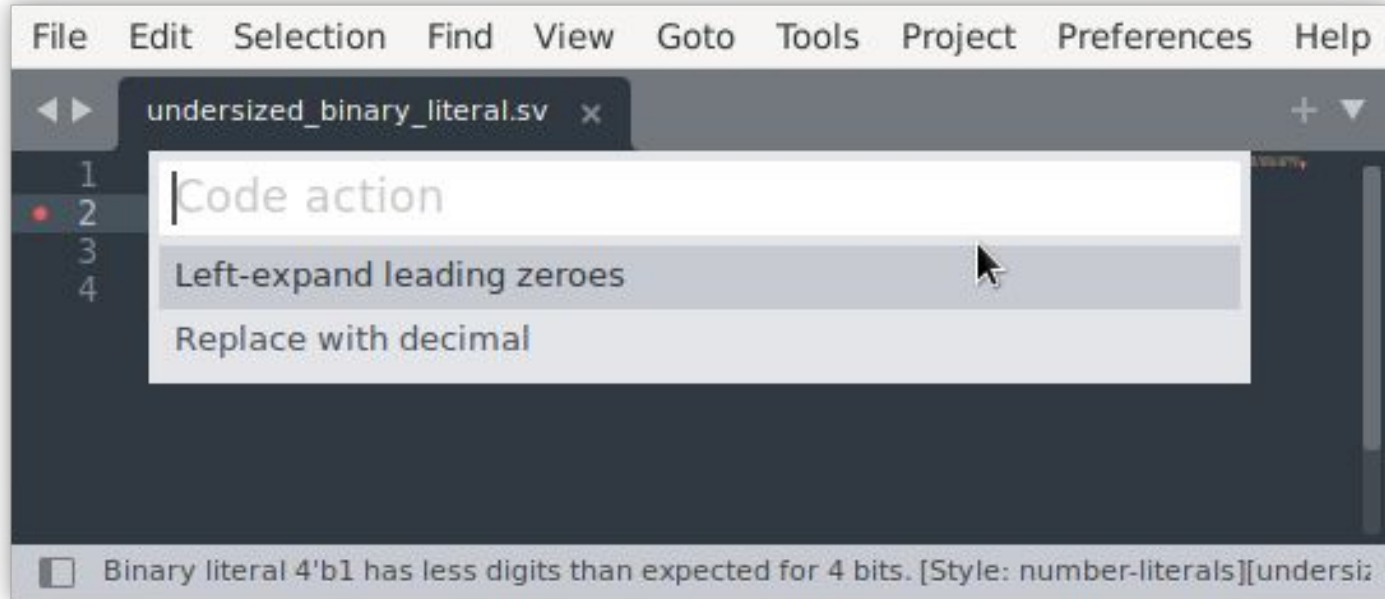 File Edit Selection Find View Goto Tools Project Preferences Help
undersized_binary_literal.sv ×
1
2
3
4
Code action
Left-expand leading zeroes
Replace with decimal
Binary literal 4'b1 has less digits than expected for 4 bits. [Style: number-literals][undersiz